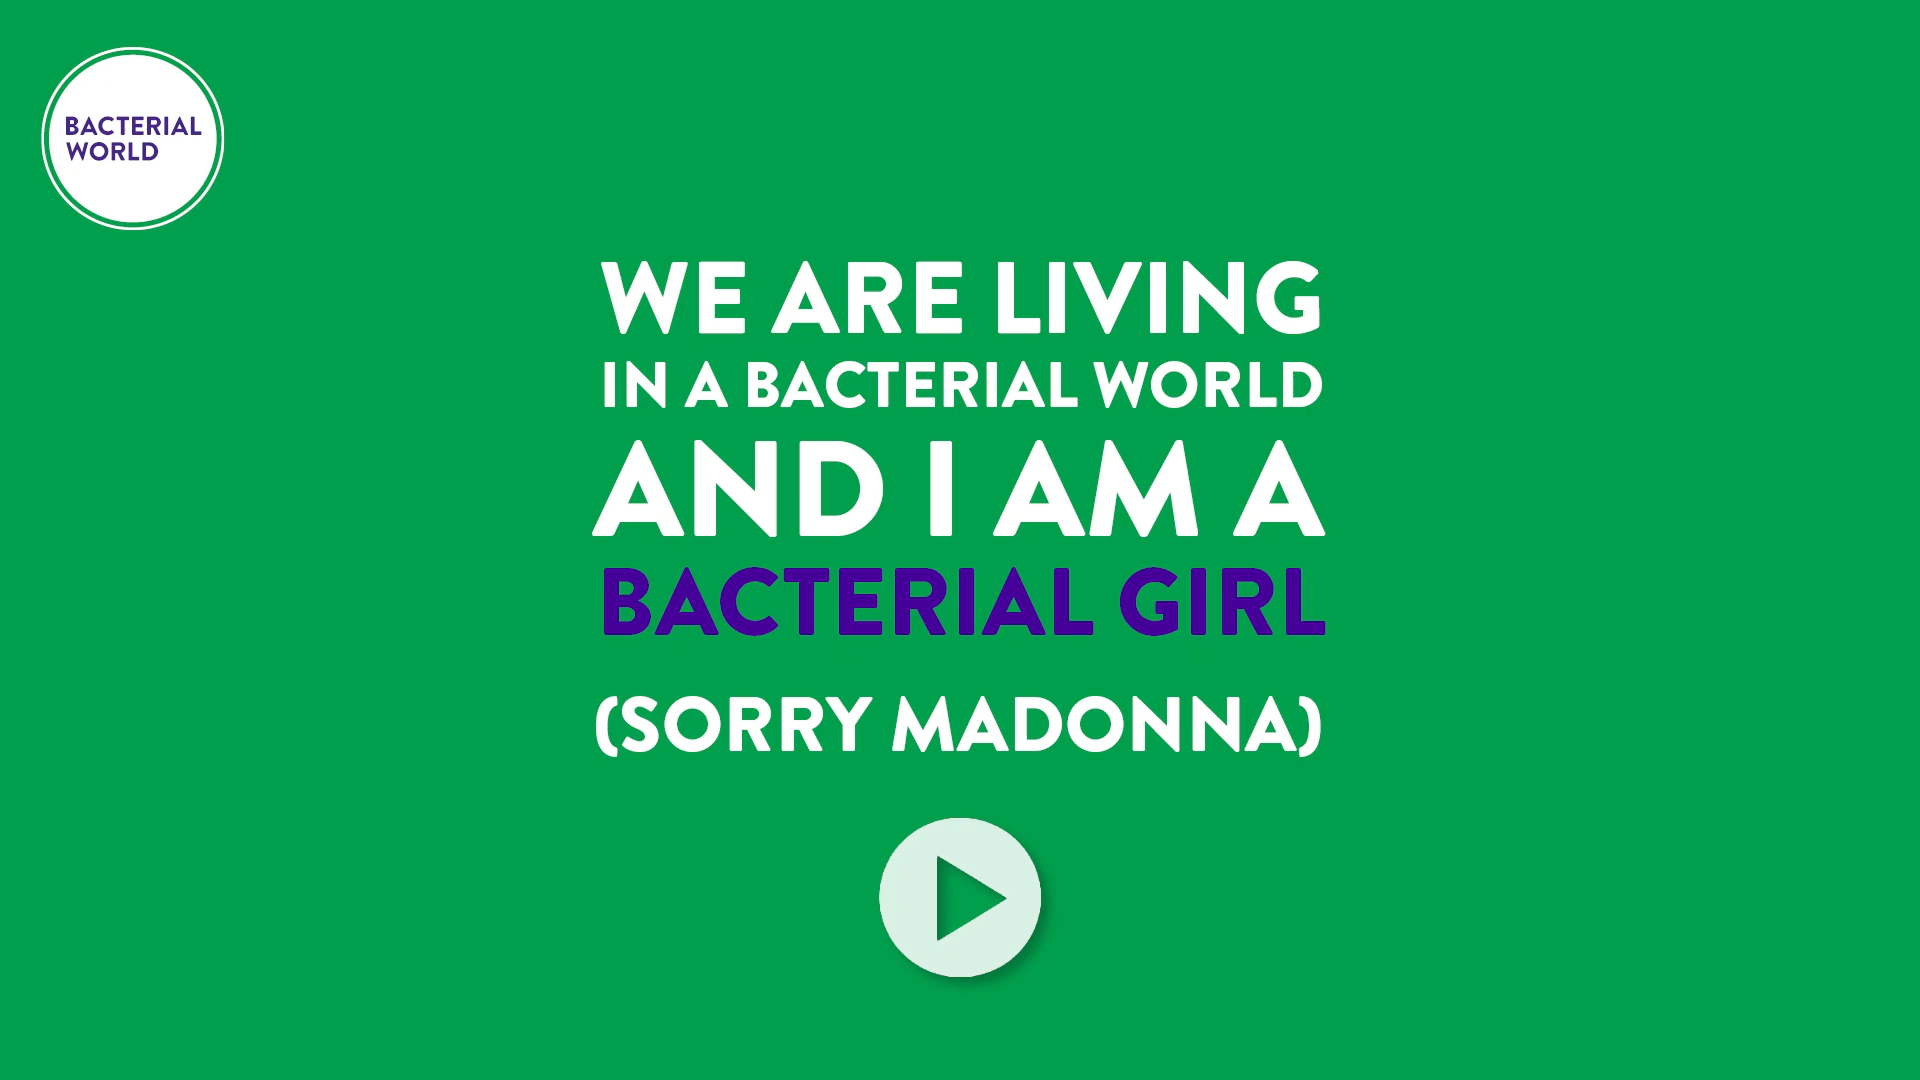 BACTERIAL
WORLD
WE ARE LIVING
IN A BACTERIAL WORLD
AND I AM A
BACTERIAL GIRL
(SORRY MADONNA)